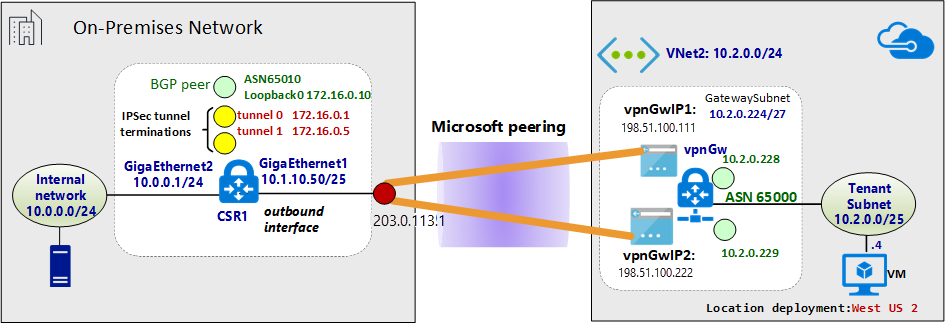 On-Premises Network
BGP peer
ASN65010
Loopback0 172.16.0.10
IPSec tunnel
terminations
tunnel 0 172.16.0.1
tunnel 1 172.16.0.5
GigaEthernet2
10.0.0.1/24
GigaEthernet1
10.1.10.50/25
Internal
network
10.0.0.0/24
CSR1
outbound
interface
203.0.113.1
Microsoft peering
VNet2: 10.2.0.0/24
vpnGwIP1:
198.51.100.111
GatewaySubnet
10.2.0.224/27
vpnGw
10.2.0.228
ASN 65000
vpnGwIP2:
198.51.100.222
10.2.0.229
Tenant
Subnet
10.2.0.0/25
.4
VM
Location deployment:West US 2